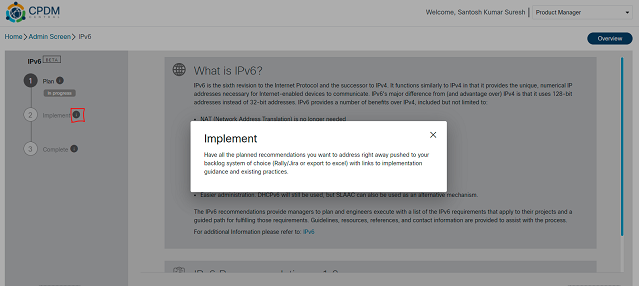 CPDM
CENTRAL
Welcome, Santosh Kumar Suresh
Product Manager
Home > Admin Screen > IPv6
Overview
IPv6 BETA
1 Plan i
In progress
2 Implement i
3 Complete i
What is IPv6?
IPv6 is the sixth revision to the Internet Protocol and the successor to IPv4. It functions similarly to IPv4 in that it provides the unique, numerical IP
addresses necessary for Internet-enabled devices to communicate. IPv6's major difference from (and advantage over) IPv4 is that it uses 128-bit
addresses instead of 32-bit addresses. IPv6 provides a number of benefits over IPv4, included but not limited to:
• NAT (Network Address Translation) is no longer needed
Implement
Have all the planned recommendations you want to address right away pushed to your
backlog system of choice (Rally/Jira or export to excel) with links to implementation
guidance and existing practices.
• Easier administration. DHCPv6 will still be used, but SLAAC can also be used as an alternative mechanism.
The IPv6 recommendations provide managers to plan and engineers execute with a list of the IPv6 requirements that apply to their projects and a
guided path for fulfilling those requirements. Guidelines, resources, references, and contact information are provided to assist with the process.
For additional Information please refer to: IPv6